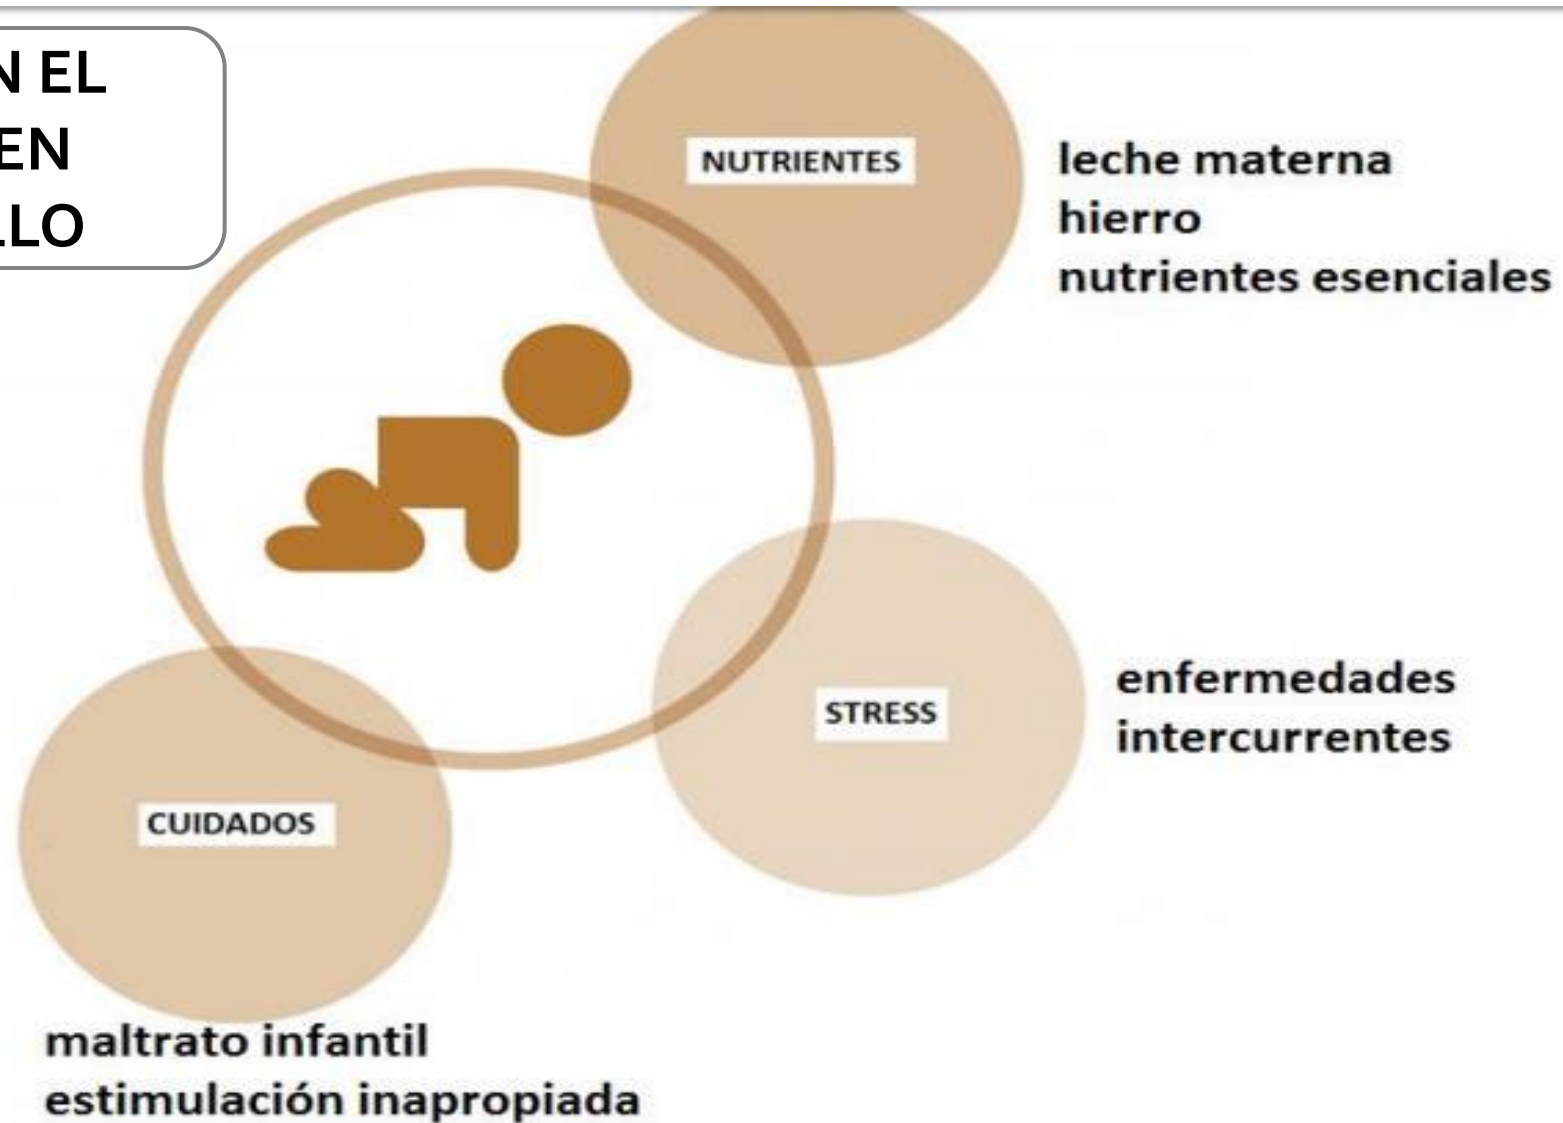 N EL
EN
LLO
NUTRIENTES
leche materna
hierro
nutrientes esenciales
STRESS
enfermedades
intercurrentes
CUIDADOS
maltrato infantil
estimulación inapropiada